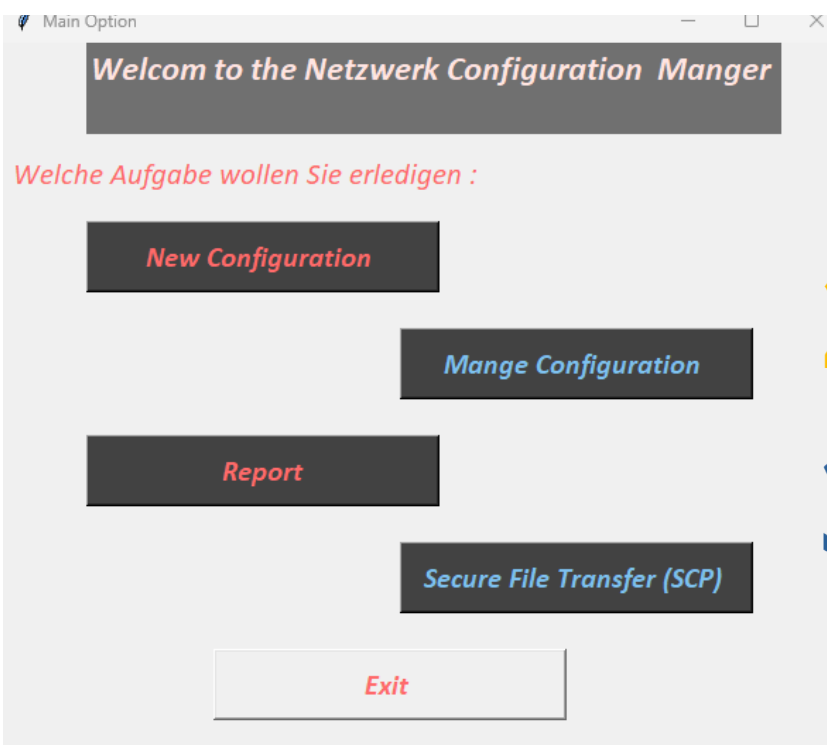 Main Option
Welcom to the Netzwerk Configuration Manger
Welche Aufgabe wollen Sie erledigen :
New Configuration
Mange Configuration
Report
Secure File Transfer (SCP)
Exit